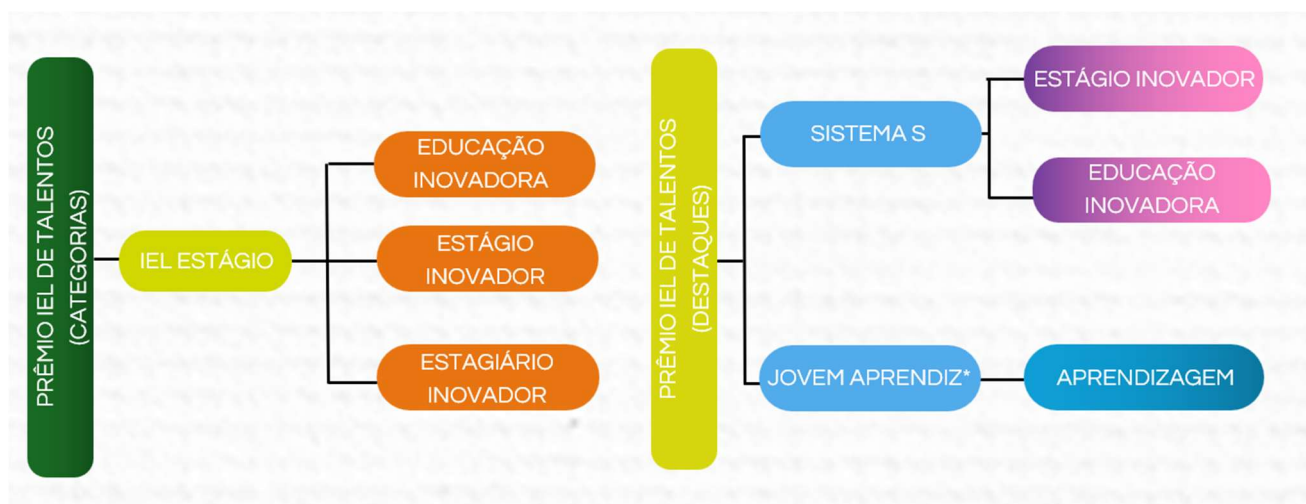 PRÊMIO IEL DE TALENTOS
(CATEGORIAS)
IEL ESTÁGIO
EDUCAÇÃO
INOVADORA
ESTÁGIO
INOVADOR
ESTAGIÁRIO
INOVADOR
PRÊMIO IEL DE TALENTOS
(DESTAQUES)
SISTEMA S
ESTÁGIO INOVADOR
EDUCAÇÃO
INOVADORA
JOVEM APRENDIZ*
APRENDIZAGEM